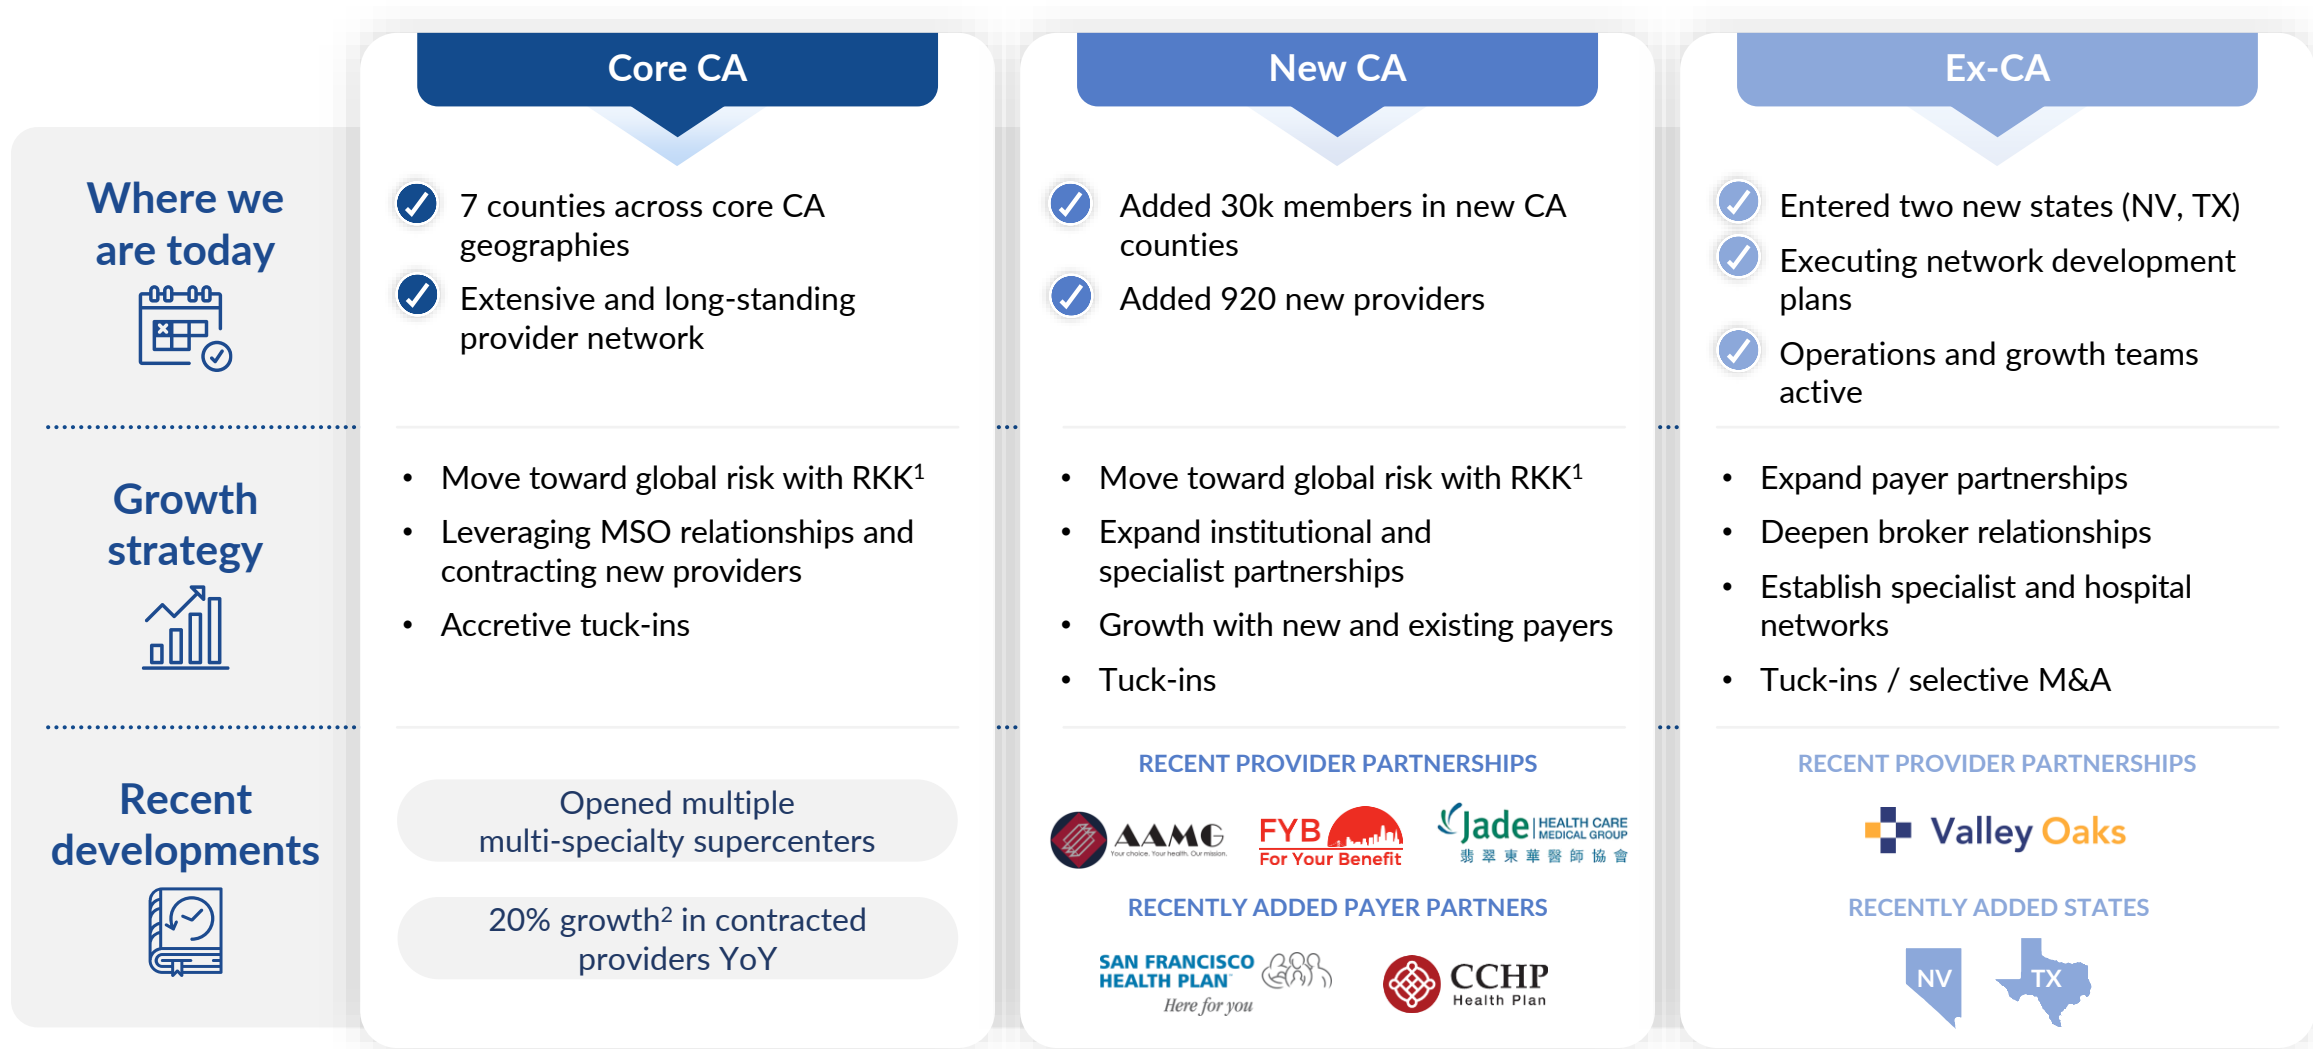 Core CA
New CA
Ex-CA
Where we
are today
7 counties across core CA
geographies
Extensive and long-standing
provider network
Added 30k members in new CA
counties
Added 920 new providers
Entered two new states (NV, TX)
Executing network development
plans
Operations and growth teams
active
Growth
strategy
• Move toward global risk with RKK¹
• Leveraging MSO relationships and
contracting new providers
• Accretive tuck-ins
• Move toward global risk with RKK¹
• Expand institutional and
specialist partnerships
• Growth with new and existing payers
• Tuck-ins
• Expand payer partnerships
• Deepen broker relationships
• Establish specialist and hospital
networks
• Tuck-ins / selective M&A
Recent
developments
Opened multiple
multi-specialty supercenters
20% growth² in contracted
providers YoY
RECENT PROVIDER PARTNERSHIPS
AAMG
Your choice. Your health. Our mission.
FYB
For Your Benefit
Jade HEALTH CARE
MEDICAL GROUP
翡翠東華醫師協會
RECENTLY ADDED PAYER PARTNERS
SAN FRANCISCO
HEALTH PLAN
Here for you
CCHP
Health Plan
RECENT PROVIDER PARTNERSHIPS
Valley Oaks
RECENTLY ADDED STATES
NV
TX